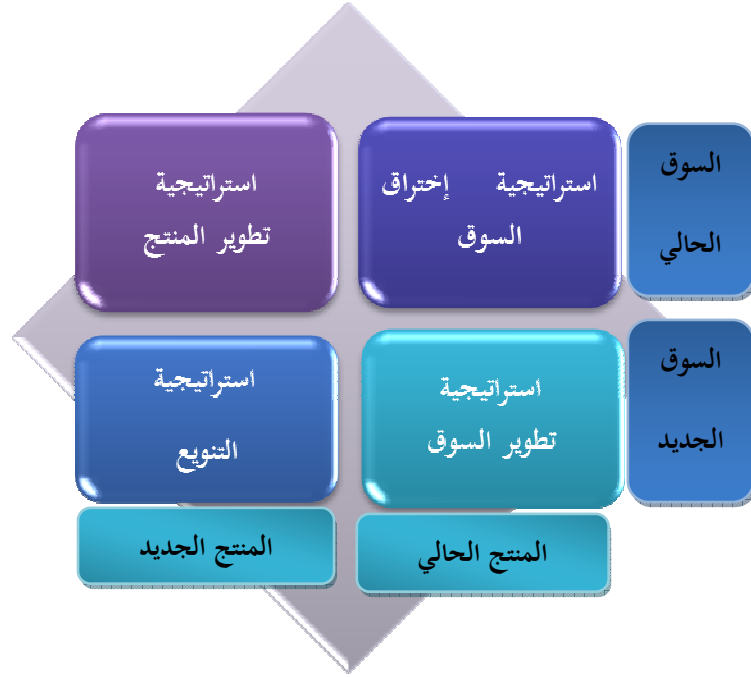 السوق
الحالي
استراتيجية إختراق
السوق
استراتيجية
تطوير المنتج
السوق
الجديد
استراتيجية
تطوير السوق
استراتيجية
التنويع
المنتج الحالي
المنتج الجديد